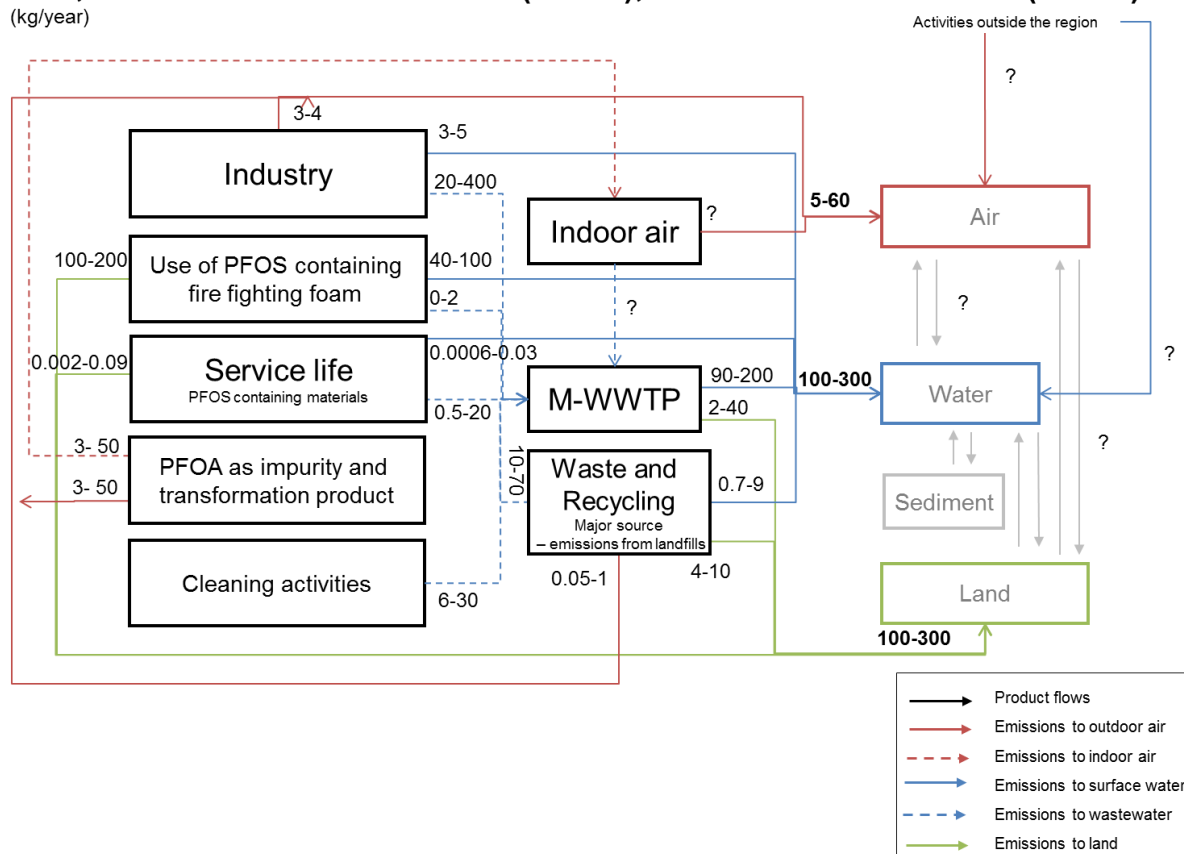 (kg/year)
Activities outside the region
?
3-4
3-5
Industry
20-400
Indoor air
?
5-60
Air
100-200
Use of PFOS containing
fire fighting foam
40-100
0-2
?
?
?
0.002-0.09
Service life
PFOS containing materials
0.0006-0.03
0.5-20
M-WWTP
90-200
2-40
100-300
Water
?
3- 50
3- 50
PFOA as impurity and
transformation product
10-70
Waste and
Recycling
Major source
– emissions from landfills
0.7-9
Sediment
Cleaning activities
6-30
0.05-1
4-10
Land
100-300
Product flows
Emissions to outdoor air
Emissions to indoor air
Emissions to surface water
Emissions to wastewater
Emissions to land